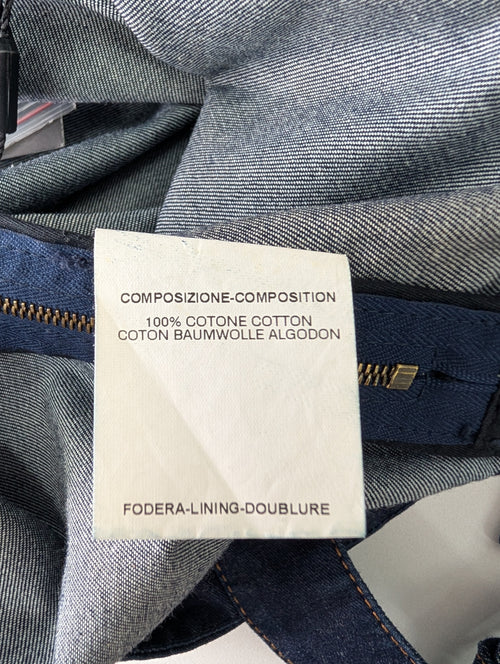 COMPOSIZIONE-COMPOSITION
100% COTONE COTTON
COTON BAUMWOLLE ALGODON
FODERA-LINING-DOUBLURE